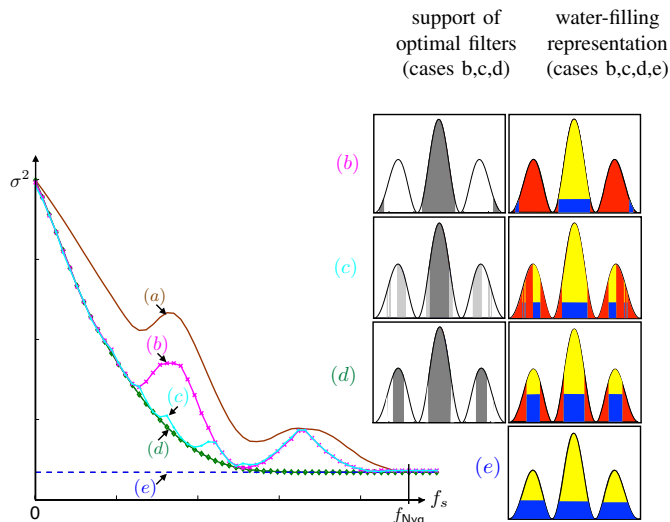 support of
optimal filters
(cases b,c,d)
water-filling
representation
(cases b,c,d,e)
(b)
σ²
(a)
(c)
(b)
(c)
(d)
(d)
(e)
(e)
0
f_Nyq
f_s